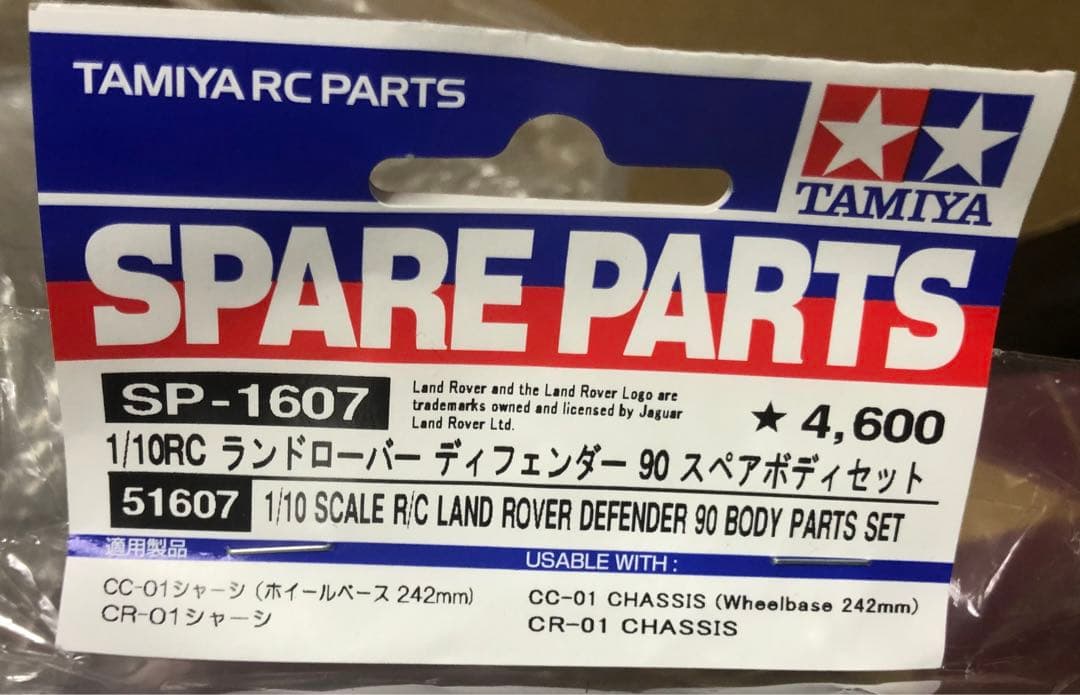 TAMIYA RC PARTS
TAMIYA
SPARE PARTS
SP-1607
Land Rover and the Land Rover Logo are
trademarks owned and licensed by Jaguar
Land Rover Ltd.
★ 4,600
1/10RC ランドローバー ディフェンダー 90 スペアボディセット
51607 1/10 SCALE R/C LAND ROVER DEFENDER 90 BODY PARTS SET
適用製品
USABLE WITH :
CC-01シャーシ (ホイールベース 242mm)
CR-01シャーシ
CC-01 CHASSIS (Wheelbase 242mm)
CR-01 CHASSIS